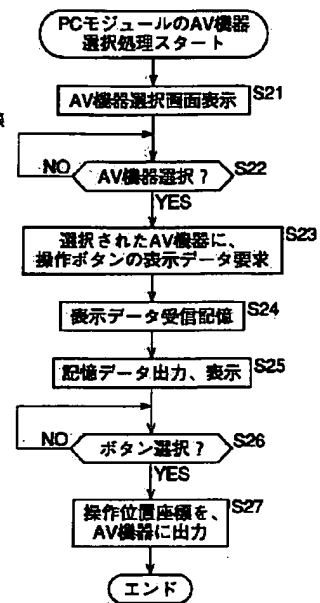 PCモジュールのAV機器
選択処理スタート
AV機器選択画面表示
S21
NO
AV機器選択？
S22
YES
S23
選択されたAV機器に、
操作ボタンの表示データ要求
表示データ受信記憶
S24
記憶データ出力、表示
S25
NO
ボタン選択？
S26
YES
操作位置座標を、
AV機器に出力
S27
エンド